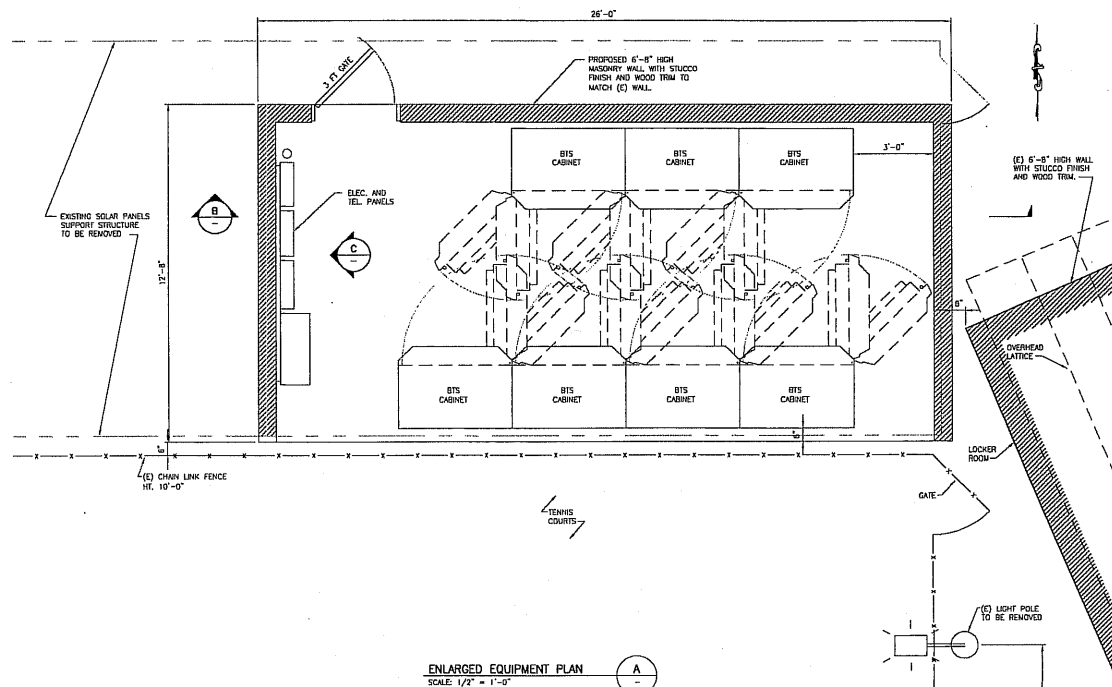 26'-0"
3 FT GATE
PROPOSED 6'-8" HIGH
MASONRY WALL WITH STUCCO
FINISH AND WOOD TRIM TO
MATCH (E) WALL.
BTS
CABINET
BTS
CABINET
BTS
CABINET
3'-0"
(E) 6'-8" HIGH WALL
WITH STUCCO FINISH
AND WOOD TRIM.
ELEC. AND
TEL. PANELS
EXISTING SOLAR PANELS
SUPPORT STRUCTURE
TO BE REMOVED
B
-
C
-
12'-8"
OVERHEAD
LATTICE
BTS
CABINET
BTS
CABINET
BTS
CABINET
BTS
CABINET
6"
(E) CHAIN LINK FENCE
HT. 10'-0"
LOCKER
ROOM
GATE
TENNIS
COURTS
(E) LIGHT POLE
TO BE REMOVED
ENLARGED EQUIPMENT PLAN
SCALE: 1/2" = 1'-0"
A
-